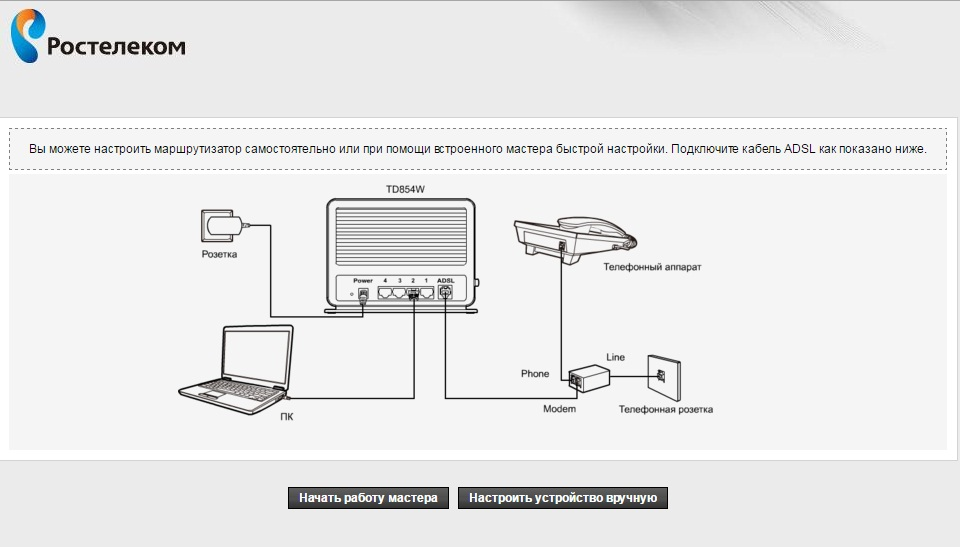 Ростелеком
Вы можете настроить маршрутизатор самостоятельно или при помощи встроенного мастера быстрой настройки. Подключите кабель ADSL как показано ниже.
TD854W
Розетка
Power 4 3 2 1 ADSL
Телефонный аппарат
ПК
Phone
Line
Modem
Телефонная розетка
Начать работу мастера
Настроить устройство вручную